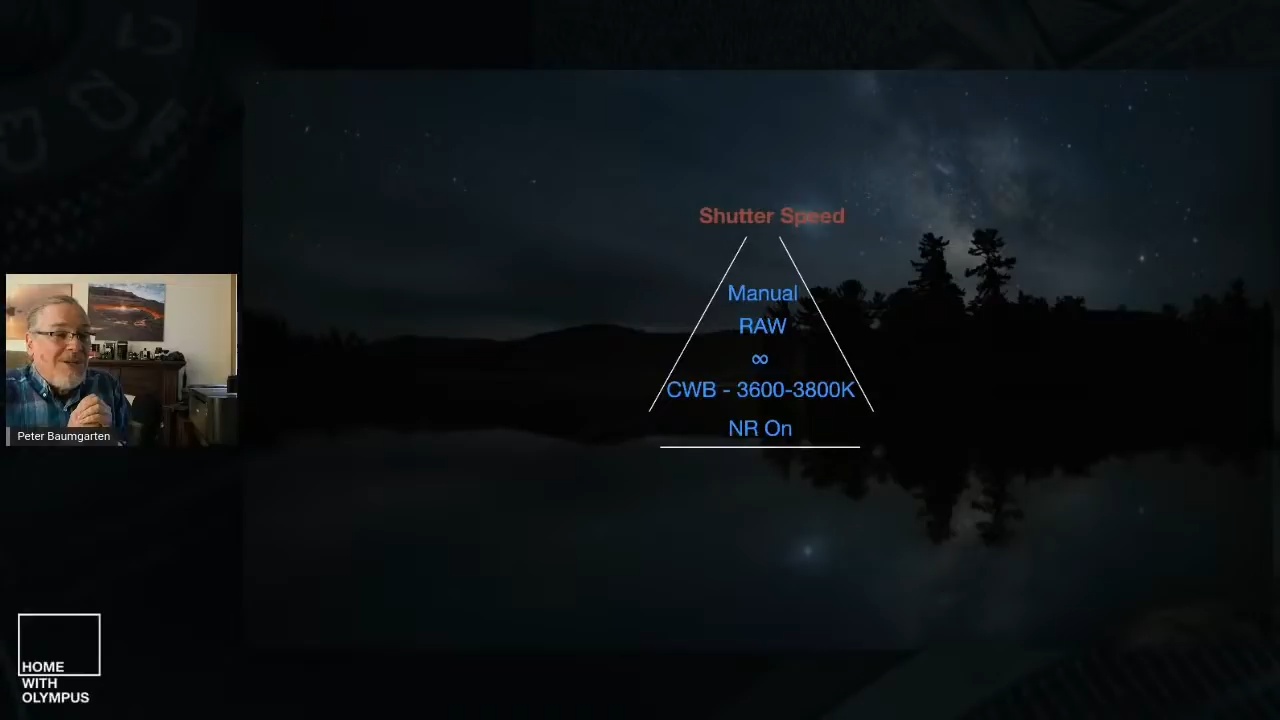 Shutter Speed
Manual
RAW
∞
CWB - 3600-3800K
NR On
Peter Baumgarten
HOME
WITH
OLYMPUS